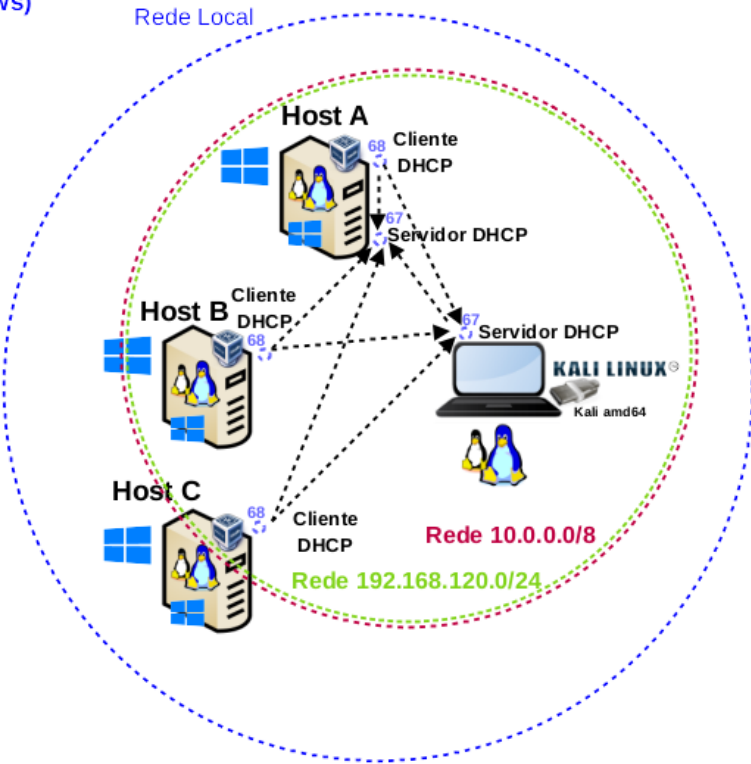 ws)
Rede Local
Host A
68
Cliente
DHCP
67
Servidor DHCP
Host B
Cliente
DHCP
68
67
Servidor DHCP
KALI LINUX
Kali amd64
Host C
68
Cliente
DHCP
Rede 10.0.0.0/8
Rede 192.168.120.0/24